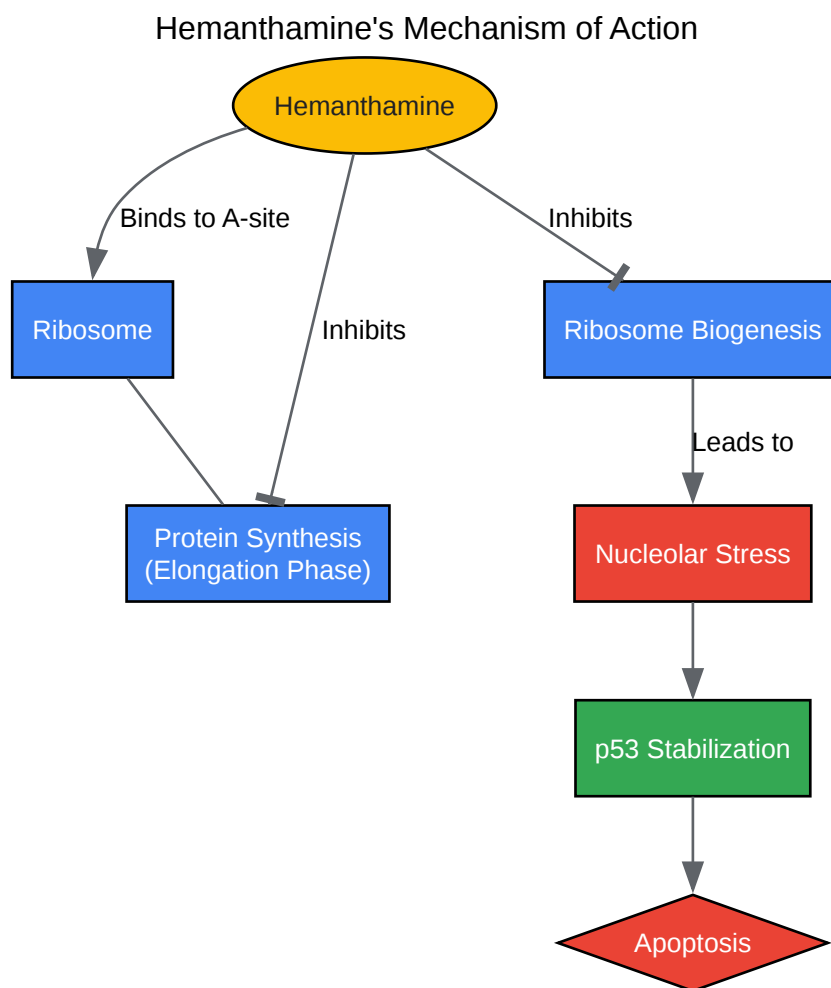 Hemanthamine's Mechanism of Action
Hemanthamine
Binds to A-site
Inhibits
Ribosome
Inhibits
Ribosome Biogenesis
Leads to
Protein Synthesis
(Elongation Phase)
Nucleolar Stress
p53 Stabilization
Apoptosis